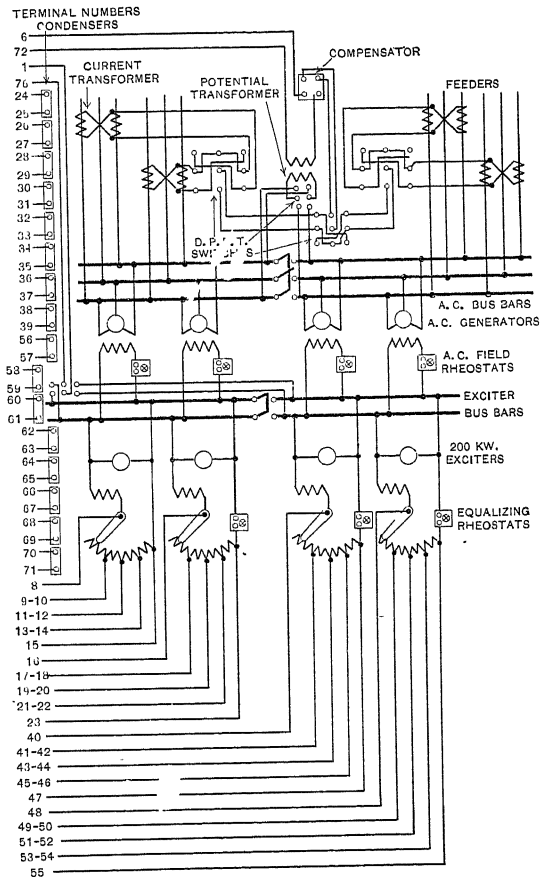 TERMINAL NUMBERS
CONDENSERS
6
72
1
76
24
25
26
27
28
29
30
31
32
33
34
35
36
37
38
39
56
57
58
59
60
61
62
63
64
65
66
67
68
69
70
71
8
9-10
11-12
13-14
15
16
17-18
19-20
21-22
23
40
41-42
43-44
45-46
47
48
49-50
51-52
53-54
55
CURRENT
TRANSFORMER
POTENTIAL
TRANSFORMER
COMPENSATOR
FEEDERS
D.P. T.
A.C. BUS BARS
A.C. GENERATORS
A.C. FIELD
RHEOSTATS
EXCITER
BUS BARS
200 KW.
EXCITERS
EQUALIZING
RHEOSTATS